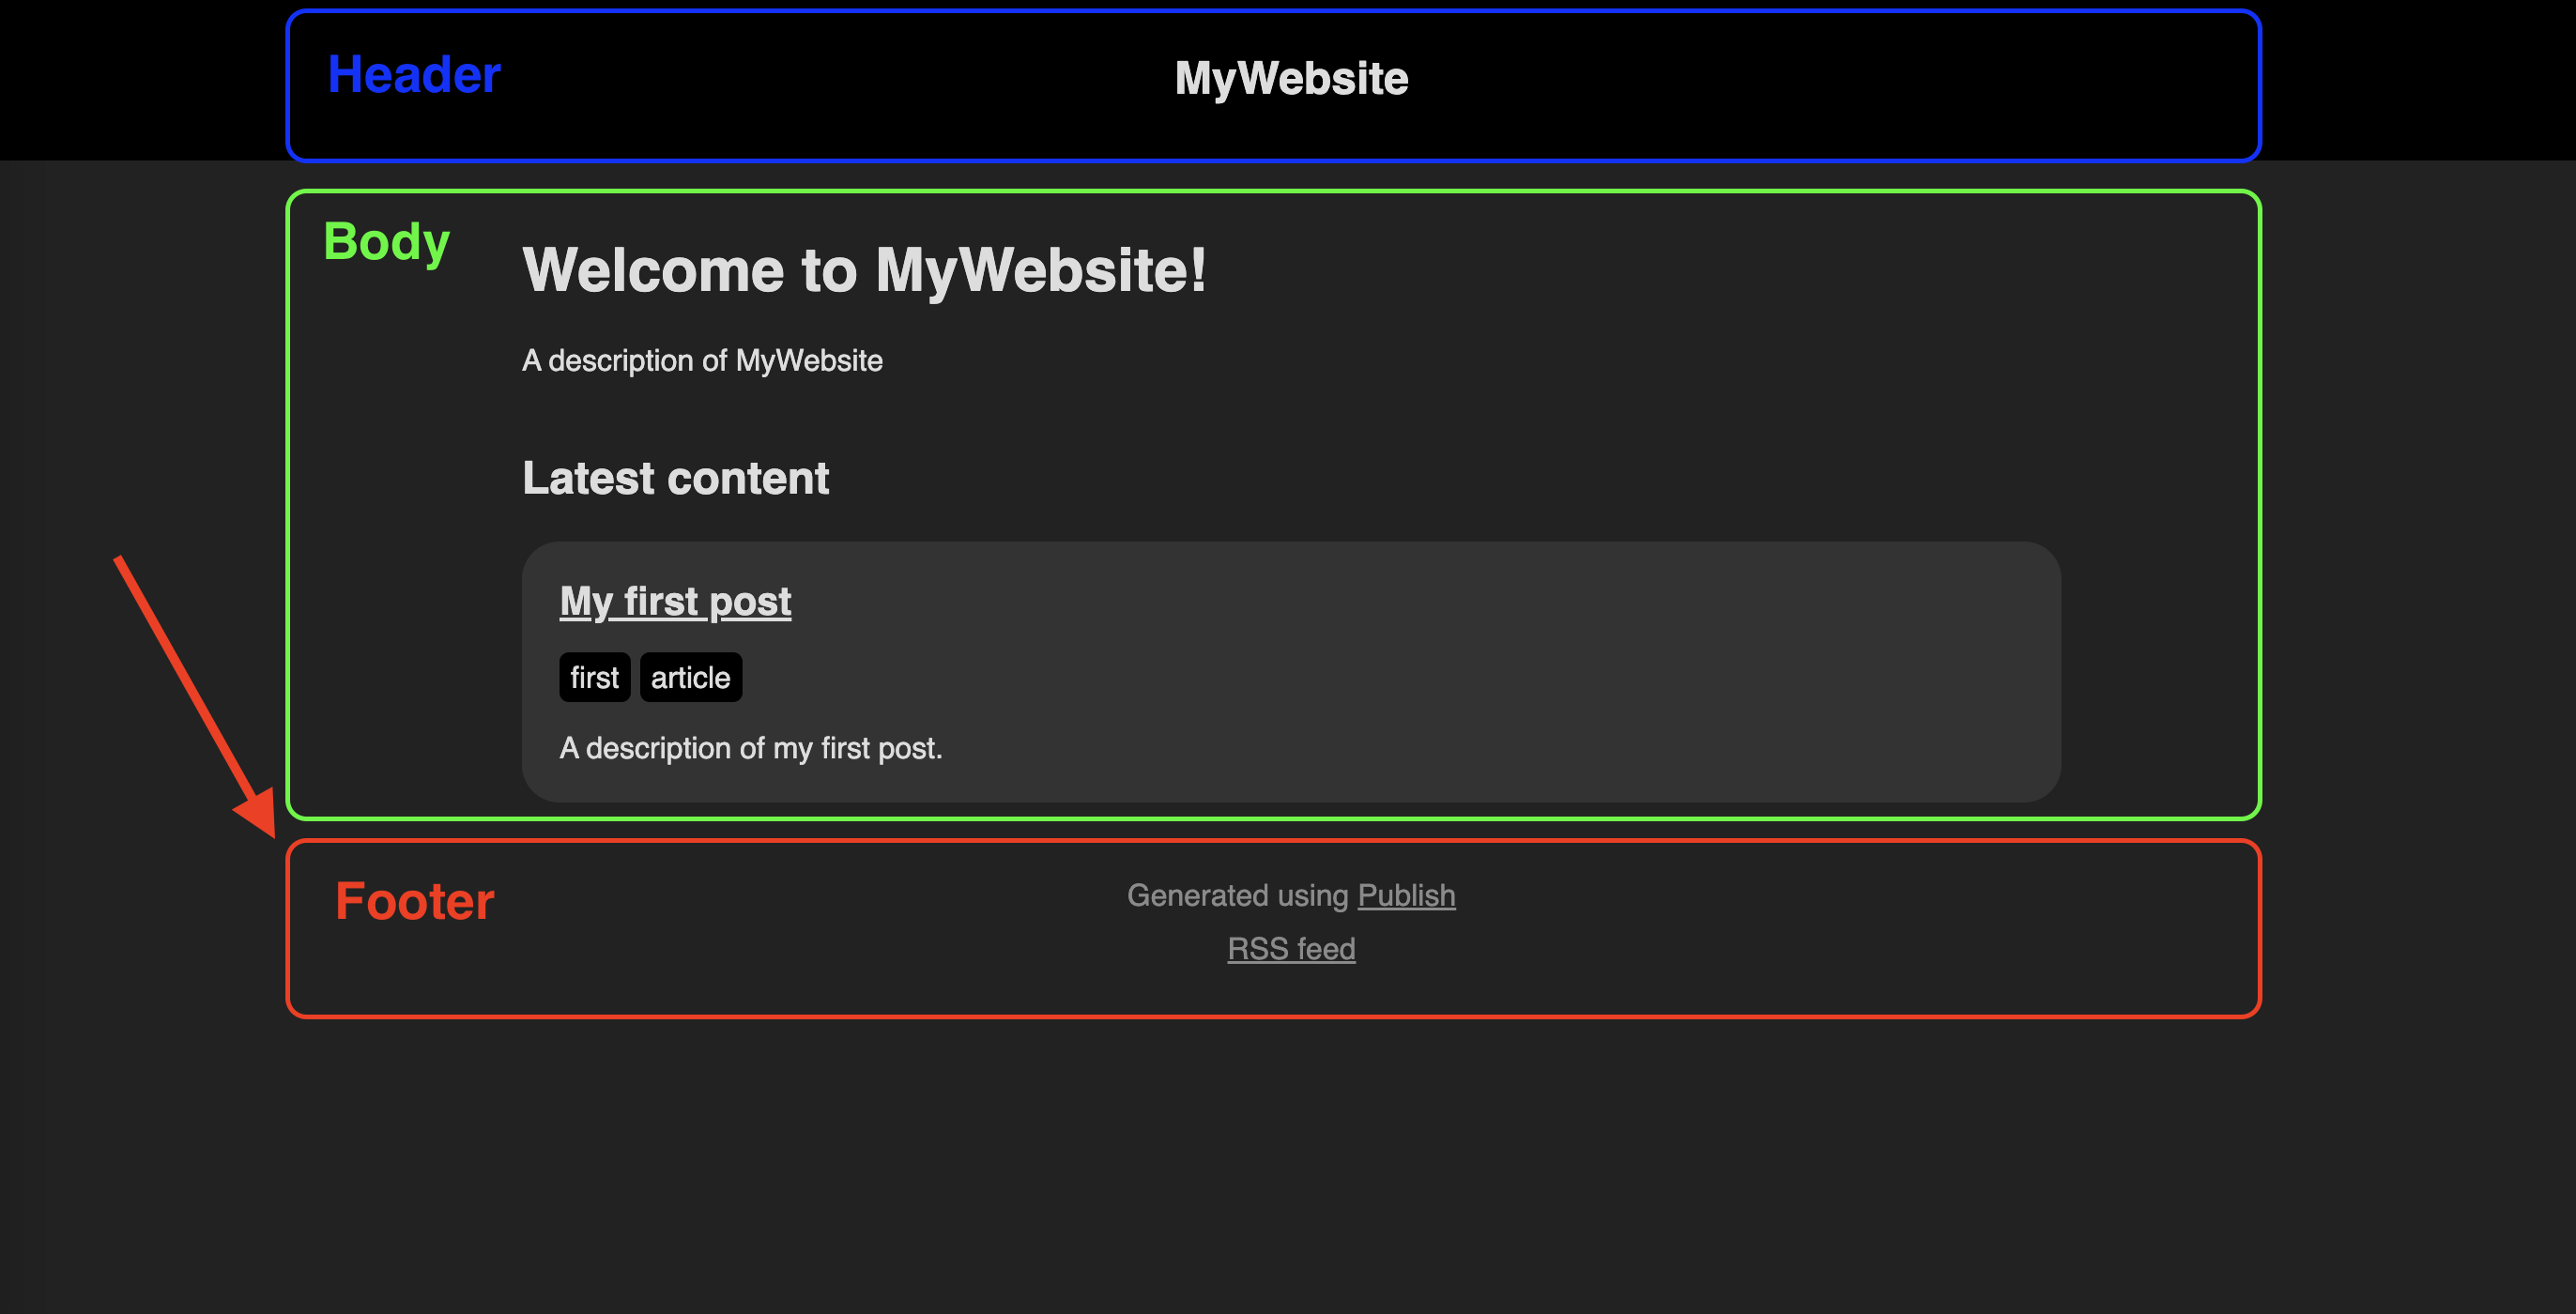 Header
MyWebsite
Body
Welcome to MyWebsite!
A description of MyWebsite
Latest content
My first post
first article
A description of my first post.
Footer
Generated using Publish
RSS feed